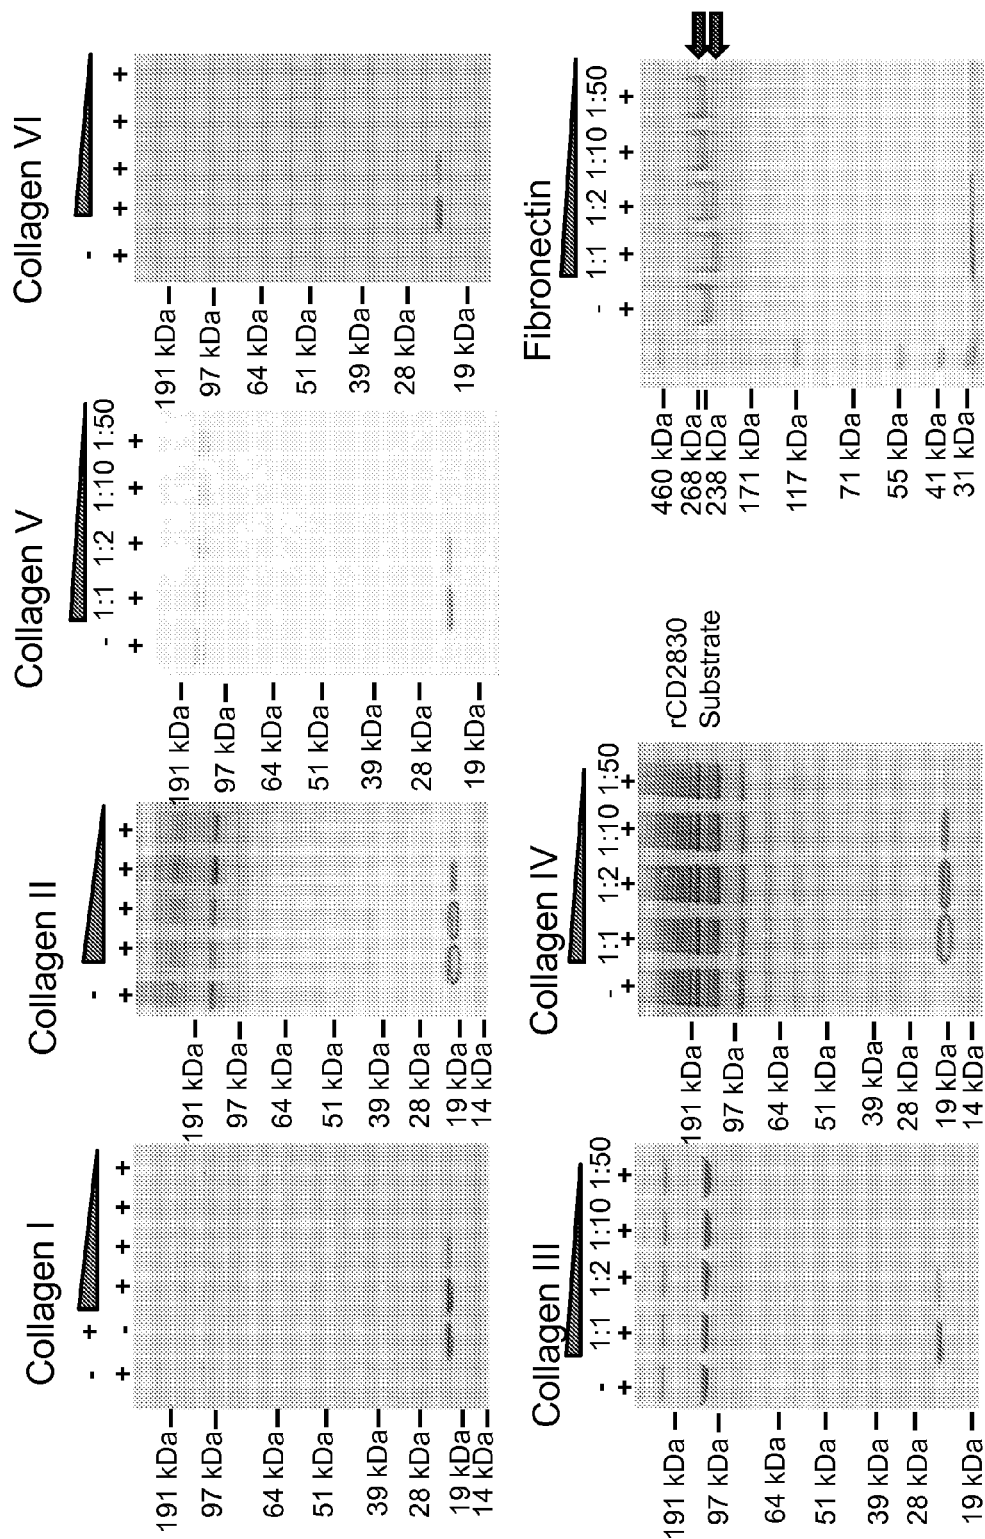 Collagen I
- +
+ - + + + +
191 kDa
97 kDa
64 kDa
51 kDa
39 kDa
28 kDa
19 kDa
14 kDa
Collagen II
-
+ + + + +
191 kDa
97 kDa
64 kDa
51 kDa
39 kDa
28 kDa
19 kDa
14 kDa
Collagen V
- 1:1 1:2 1:10 1:50
+ + + + +
191 kDa
97 kDa
64 kDa
51 kDa
39 kDa
28 kDa
19 kDa
Collagen VI
-
+ + + + +
191 kDa
97 kDa
64 kDa
51 kDa
39 kDa
28 kDa
19 kDa
Collagen III
- 1:1 1:2 1:10 1:50
+ + + + +
191 kDa
97 kDa
64 kDa
51 kDa
39 kDa
28 kDa
19 kDa
Collagen IV
- 1:1 1:2 1:10 1:50
+ + + + +
191 kDa
97 kDa
64 kDa
51 kDa
39 kDa
28 kDa
19 kDa
14 kDa
rCD2830
Substrate
Fibronectin
- 1:1 1:2 1:10 1:50
+ + + + +
460 kDa
268 kDa
238 kDa
171 kDa
117 kDa
71 kDa
55 kDa
41 kDa
31 kDa